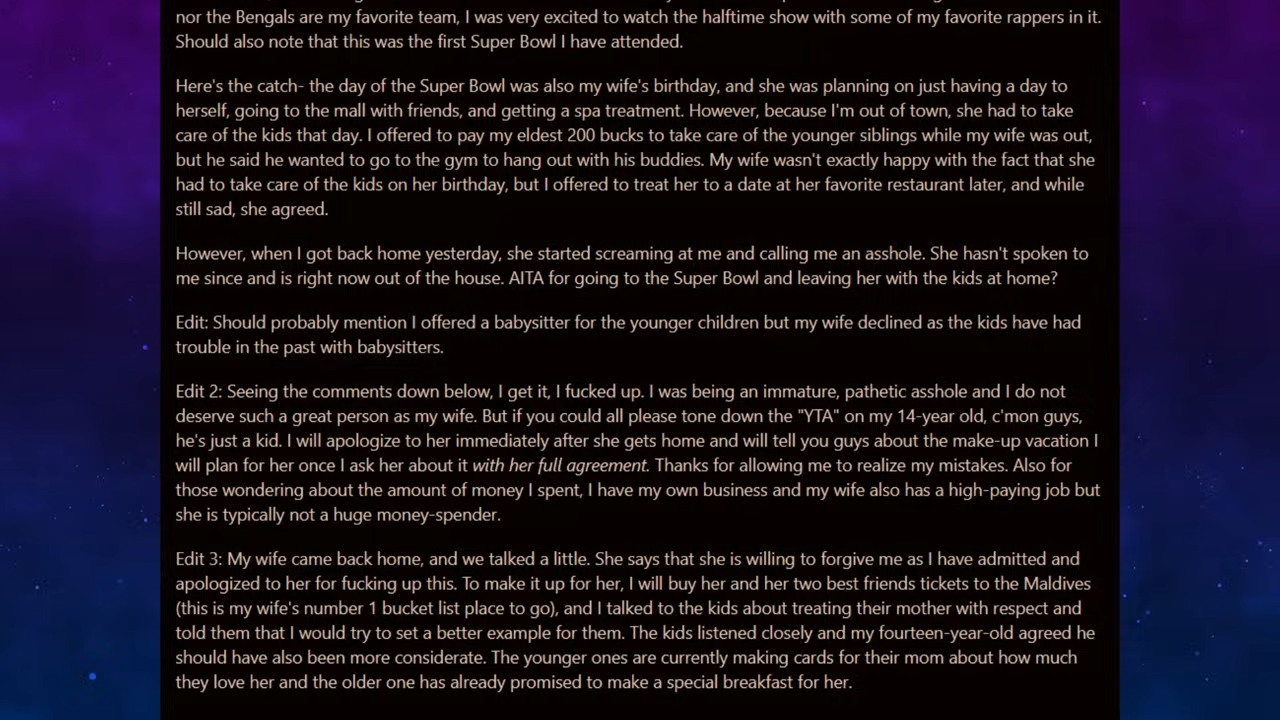 nor the Bengals are my favorite team, I was very excited to watch the halftime show with some of my favorite rappers in it.
Should also note that this was the first Super Bowl I have attended.
Here's the catch- the day of the Super Bowl was also my wife's birthday, and she was planning on just having a day to
herself, going to the mall with friends, and getting a spa treatment. However, because I'm out of town, she had to take
care of the kids that day. I offered to pay my eldest 200 bucks to take care of the younger siblings while my wife was out,
but he said he wanted to go to the gym to hang out with his buddies. My wife wasn't exactly happy with the fact that she
had to take care of the kids on her birthday, but I offered to treat her to a date at her favorite restaurant later, and while
still sad, she agreed.
However, when I got back home yesterday, she started screaming at me and calling me an asshole. She hasn't spoken to
me since and is right now out of the house. AITA for going to the Super Bowl and leaving her with the kids at home?
Edit: Should probably mention I offered a babysitter for the younger children but my wife declined as the kids have had
trouble in the past with babysitters.
Edit 2: Seeing the comments down below, I get it, I fucked up. I was being an immature, pathetic asshole and I do not
deserve such a great person as my wife. But if you could all please tone down the "YTA" on my 14-year old, c'mon guys,
he's just a kid. I will apologize to her immediately after she gets home and will tell you guys about the make-up vacation I
will plan for her once I ask her about it with her full agreement. Thanks for allowing me to realize my mistakes. Also for
those wondering about the amount of money I spent, I have my own business and my wife also has a high-paying job but
she is typically not a huge money-spender.
Edit 3: My wife came back home, and we talked a little. She says that she is willing to forgive me as I have admitted and
apologized to her for fucking up this. To make it up for her, I will buy her and her two best friends tickets to the Maldives
(this is my wife's number 1 bucket list place to go), and I talked to the kids about treating their mother with respect and
told them that I would try to set a better example for them. The kids listened closely and my fourteen-year-old agreed he
should have also been more considerate. The younger ones are currently making cards for their mom about how much
they love her and the older one has already promised to make a special breakfast for her.